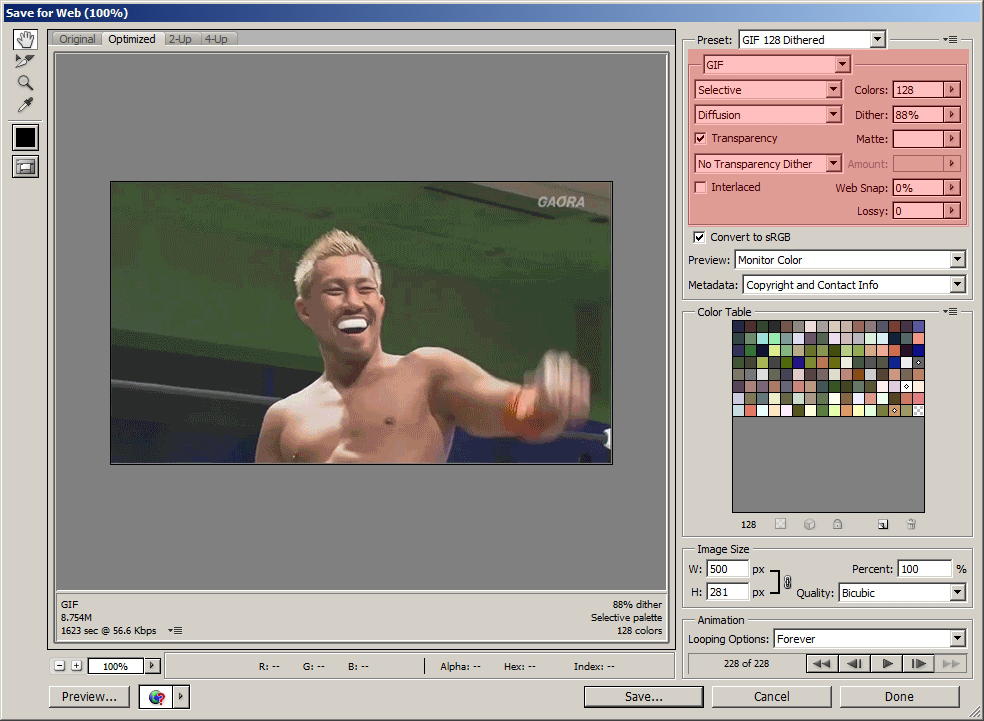 Save for Web (100%)
Original Optimized 2-Up 4-Up
GAORA
GIF
8.754M
1623 sec @ 56.6 Kbps
88% dither
Selective palette
128 colors
100%
R: -- G: -- B: -- Alpha: -- Hex: -- Index: --
Preview...
Save... Cancel Done
Preset: GIF 128 Dithered
GIF
Selective Colors: 128
Diffusion Dither: 88%
Transparency Matte:
No Transparency Dither Amount:
Interlaced Web Snap: 0%
Lossy: 0
Convert to sRGB
Preview: Monitor Color
Metadata: Copyright and Contact Info
Color Table
128
Image Size
W: 500 px Percent: 100 %
H: 281 px Quality: Bicubic
Animation
Looping Options: Forever
228 of 228